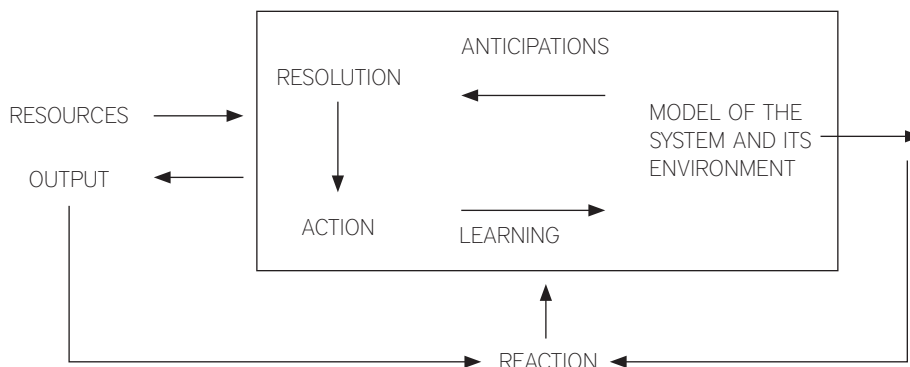 ANTICIPATIONS
RESOLUTION
RESOURCES
MODEL OF THE
SYSTEM AND ITS
ENVIRONMENT
OUTPUT
ACTION
LEARNING
REACTION